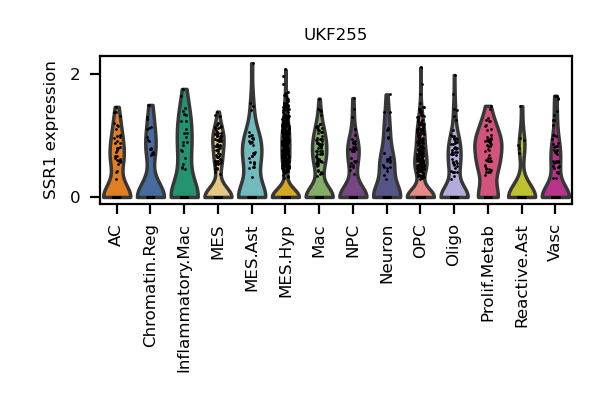 UKF255
SSR1 expression
2
0
AC
Chromatin.Reg
Inflammatory.Mac
MES
MES.Ast
MES.Hyp
Mac
NPC
Neuron
OPC
Oligo
Prolif.Metab
Reactive.Ast
Vasc